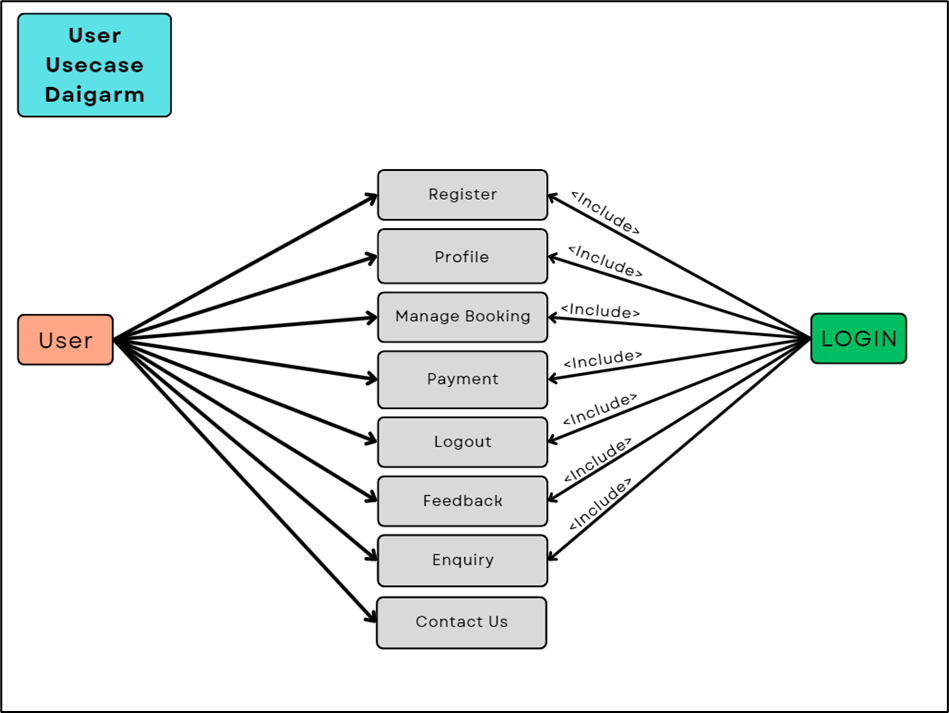 User
Usecase
Daigarm
Register
<Include>
Profile
<Include>
Manage Booking
<Include>
User
LOGIN
Payment
<Include>
Logout
<Include>
Feedback
<Include>
Enquiry
<Include>
Contact Us